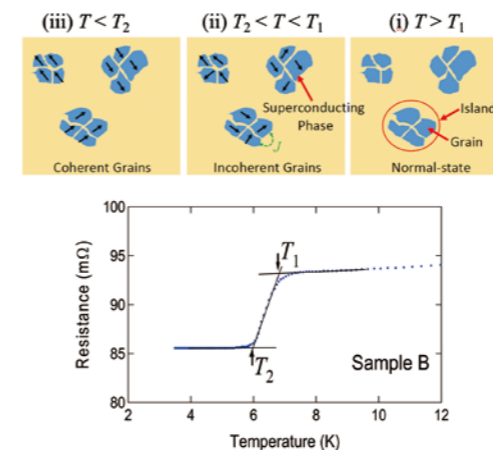 (iii) T < T2 (ii) T2 < T < T1 (i) T > T1
Superconducting
Phase
Island
Grain
J
Coherent Grains Incoherent Grains Normal-state
100
95
90
85
80
2 4 6 8 10 12
Resistance (mΩ)
Temperature (K)
T1
T2
Sample B